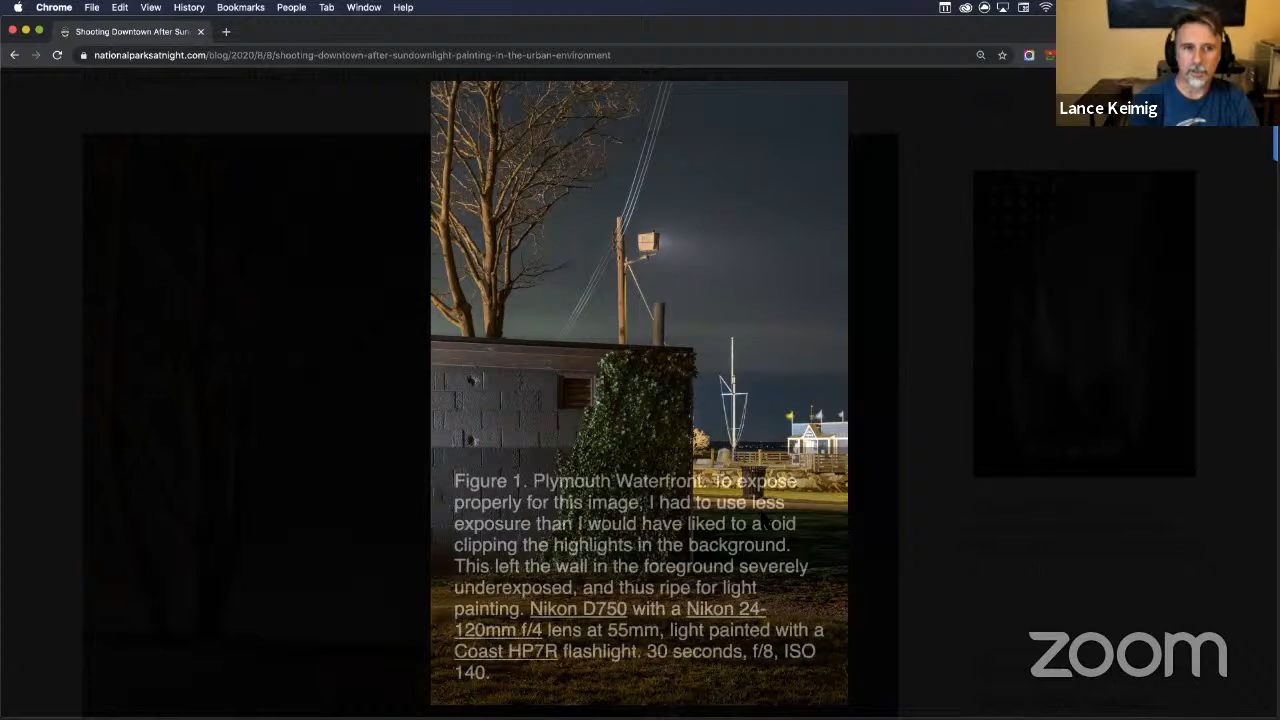 Chrome File Edit View History Bookmarks People Tab Window Help
Shooting Downtown After Sun
nationalparksatnight.com/blog/2020/8/8/shooting-downtown-after-sundownlight-painting-in-the-urban-environment
Lance Keimig
Figure 1. Plymouth Waterfront. To expose
properly for this image, I had to use less
exposure than I would have liked to a oid
clipping the highlights in the background.
This left the wall in the foreground severely
underexposed, and thus ripe for light
painting. Nikon D750 with a Nikon 24-
120mm f/4 lens at 55mm, light painted with a
Coast HP7R flashlight. 30 seconds, f/8, ISO
140.
zoom